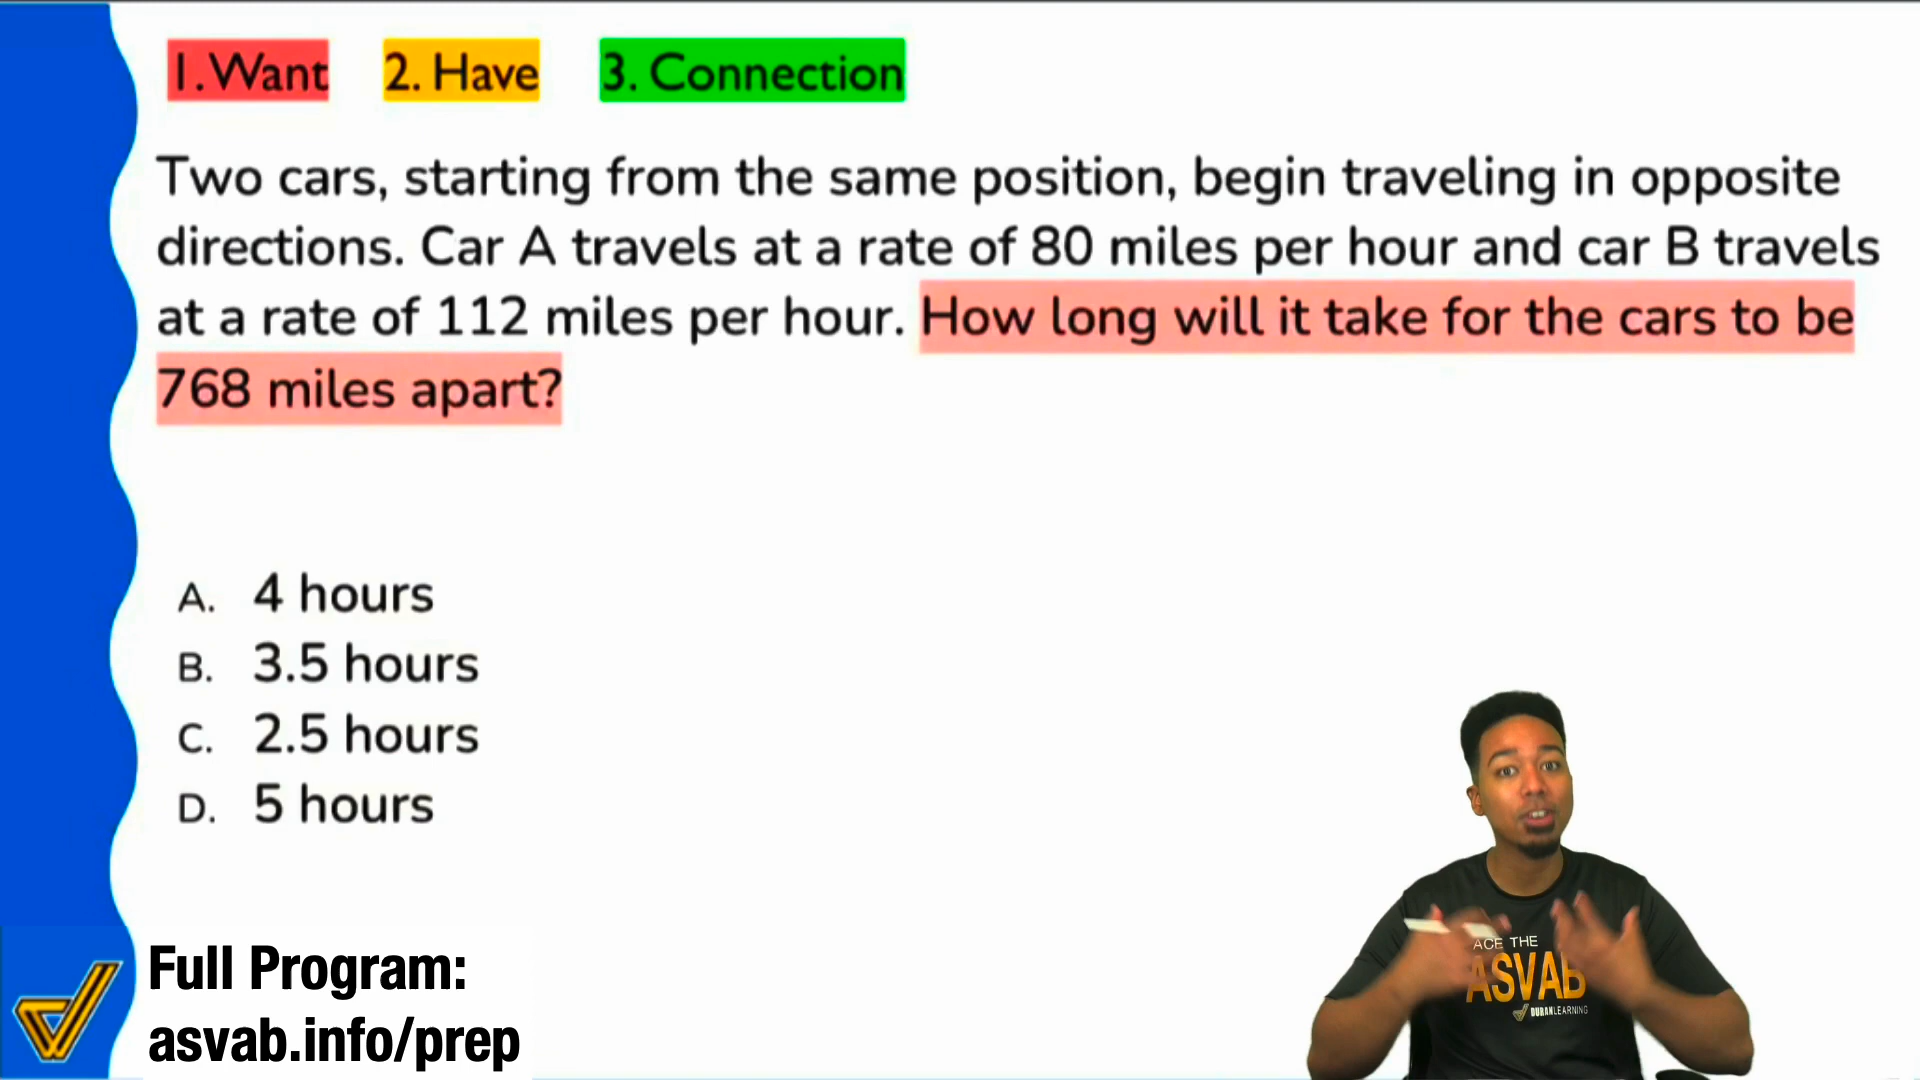 1. Want 2. Have 3. Connection
Two cars, starting from the same position, begin traveling in opposite
directions. Car A travels at a rate of 80 miles per hour and car B travels
at a rate of 112 miles per hour. How long will it take for the cars to be
768 miles apart?
A. 4 hours
B. 3.5 hours
C. 2.5 hours
D. 5 hours
Full Program:
asvab.info/prep
ACE THE
ASVAB
DURANLEARNING